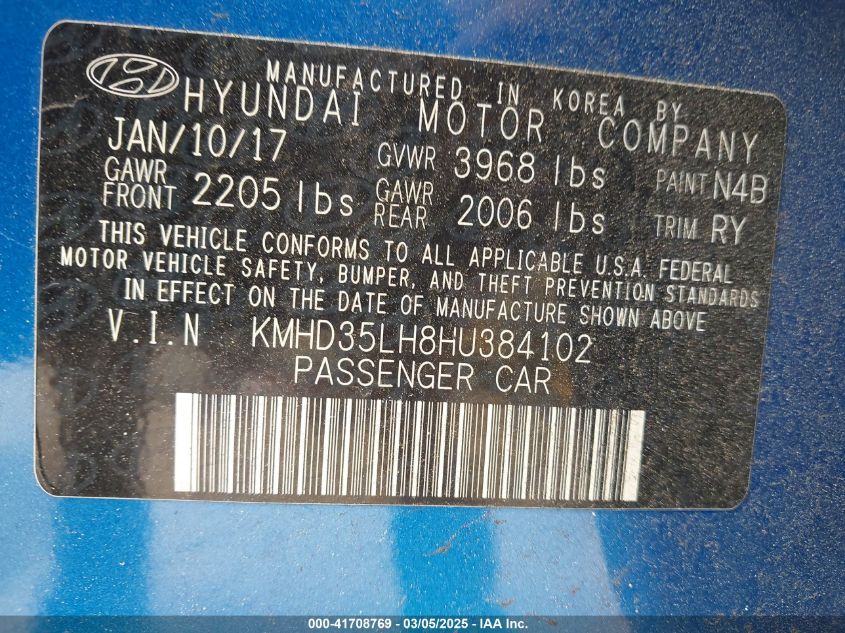 MANUFACTURED IN KOREA BY
HYUNDAI MOTOR COMPANY
JAN/10/17 GVWR 3968 lbs PAINT N4B
GAWR FRONT 2205 lbs GAWR REAR 2006 lbs TRIM RY
THIS VEHICLE CONFORMS TO ALL APPLICABLE U.S.A. FEDERAL
MOTOR VEHICLE SAFETY, BUMPER, AND THEFT PREVENTION STANDARDS
IN EFFECT ON THE DATE OF MANUFACTURE SHOWN ABOVE
V.I.N KMHD35LH8HU384102
PASSENGER CAR
000-41708769 — 03/05/2025 — IAA Inc.